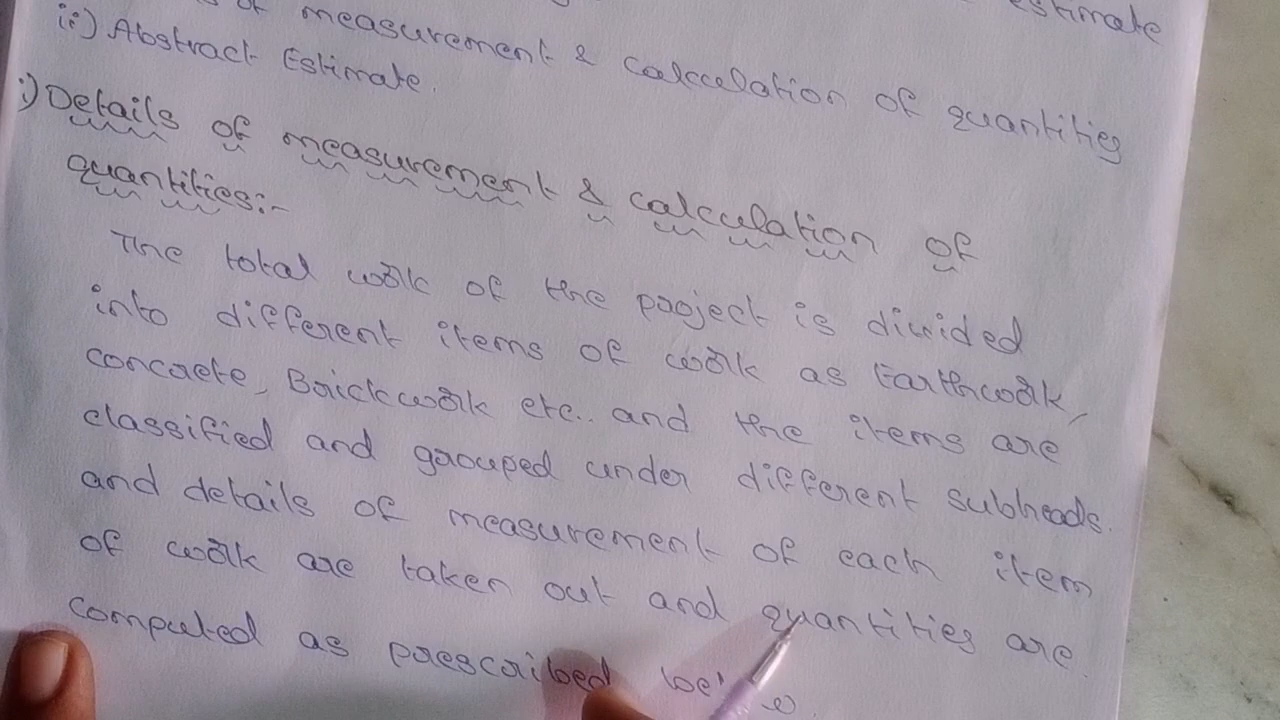 of measurement & calculation of quantities
estimate
ii) Abstract Estimate.
i) Details of measurement & calculation of
quantities:-
The total work of the project is divided
into different items of work as Earthwork,
concrete, Brickwork etc.. and the items are
classified and grouped under different subheads.
and details of measurement of each item
of work are taken out and quantities are
computed as prescribed